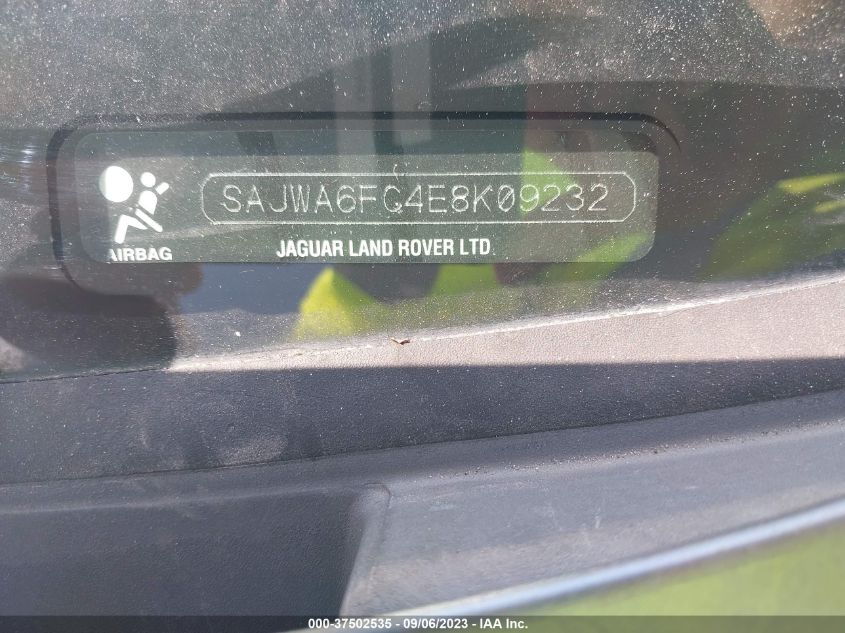 SAJWA6FC4E8K09232
AIRBAG
JAGUAR LAND ROVER LTD
000-37502535 - 09/06/2023 - IAA Inc.